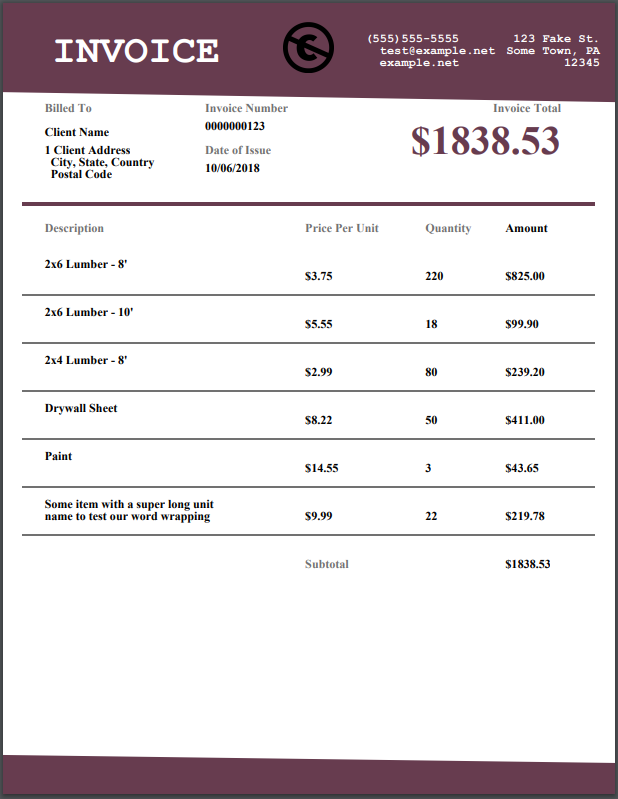 INVOICE
(555)555-5555
test@example.net
example.net
123 Fake St.
Some Town, PA
12345
Billed To
Client Name
1 Client Address
City, State, Country
Postal Code
Invoice Number
0000000123
Date of Issue
10/06/2018
Invoice Total
$1838.53
Description Price Per Unit Quantity Amount
2x6 Lumber - 8'
$3.75 220 $825.00
2x6 Lumber - 10'
$5.55 18 $99.90
2x4 Lumber - 8'
$2.99 80 $239.20
Drywall Sheet
$8.22 50 $411.00
Paint
$14.55 3 $43.65
Some item with a super long unit
name to test our word wrapping
$9.99 22 $219.78
Subtotal $1838.53